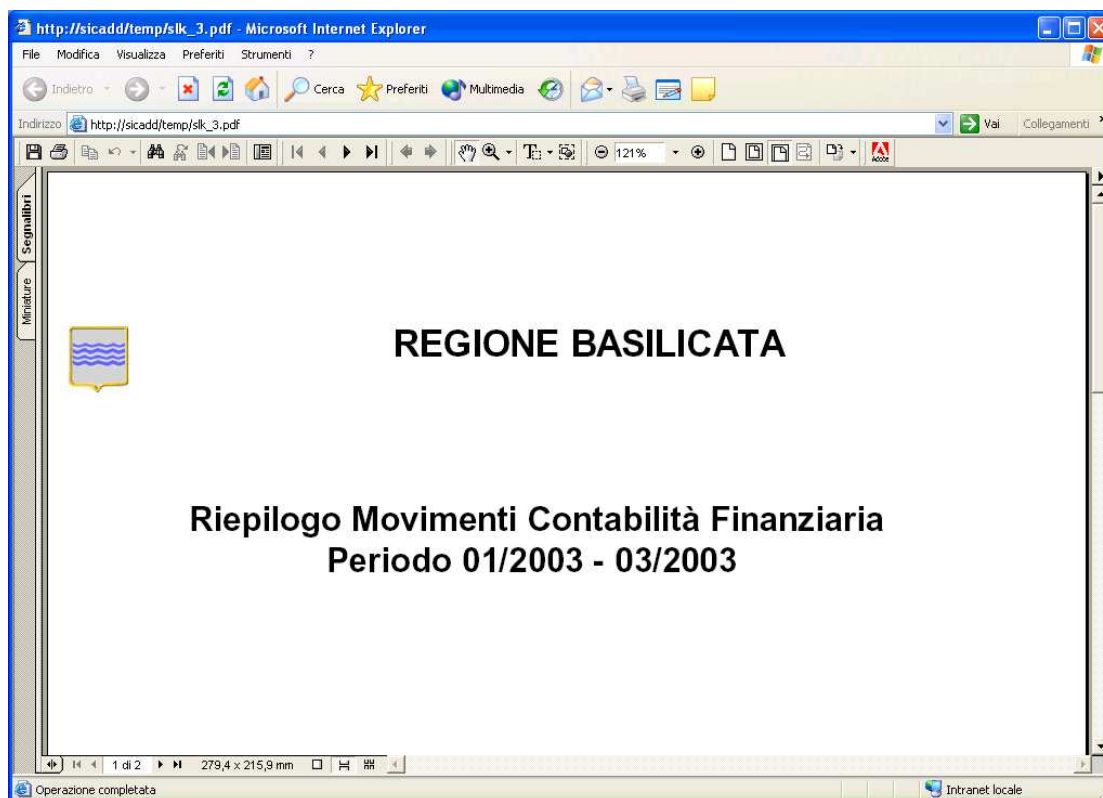 http://sicadd/temp/slk_3.pdf - Microsoft Internet Explorer
File Modifica Visualizza Preferiti Strumenti ?
Indietro Cerca Preferiti Multimedia
Indirizzo http://sicadd/temp/slk_3.pdf Vai Collegamenti
121% Adobe
Segnalibri
Miniature
REGIONE BASILICATA
Riepilogo Movimenti Contabilità Finanziaria
Periodo 01/2003 - 03/2003
1 di 2 279,4 x 215,9 mm
Operazione completata Intranet locale